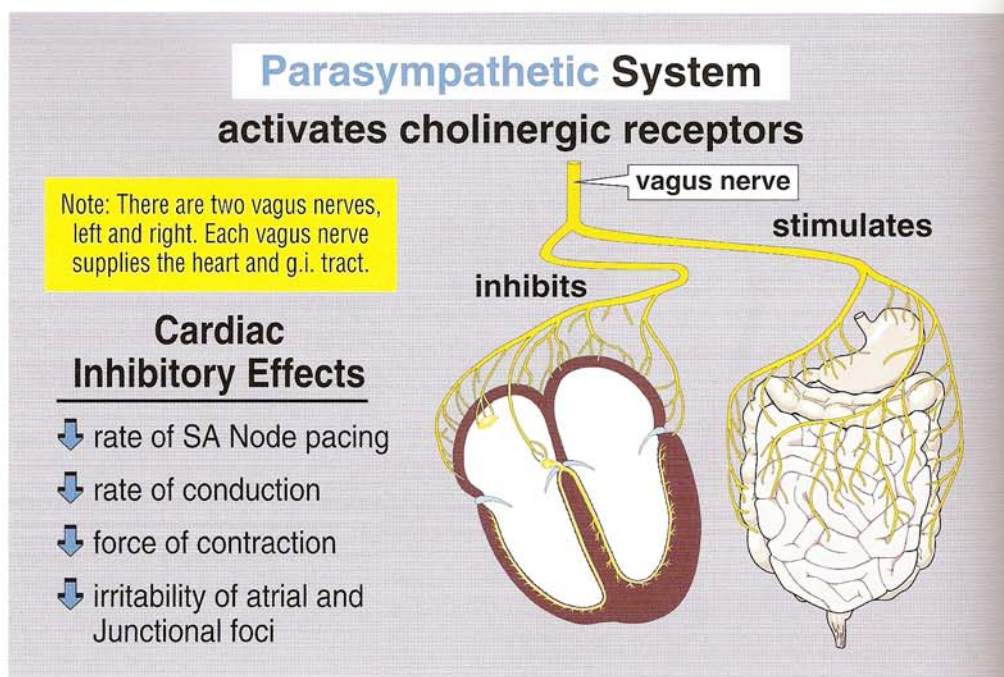 Parasympathetic System
activates cholinergic receptors
vagus nerve
Note: There are two vagus nerves,
left and right. Each vagus nerve
supplies the heart and g.i. tract.
stimulates
inhibits
Cardiac
Inhibitory Effects
rate of SA Node pacing
rate of conduction
force of contraction
irritability of atrial and
Junctional foci